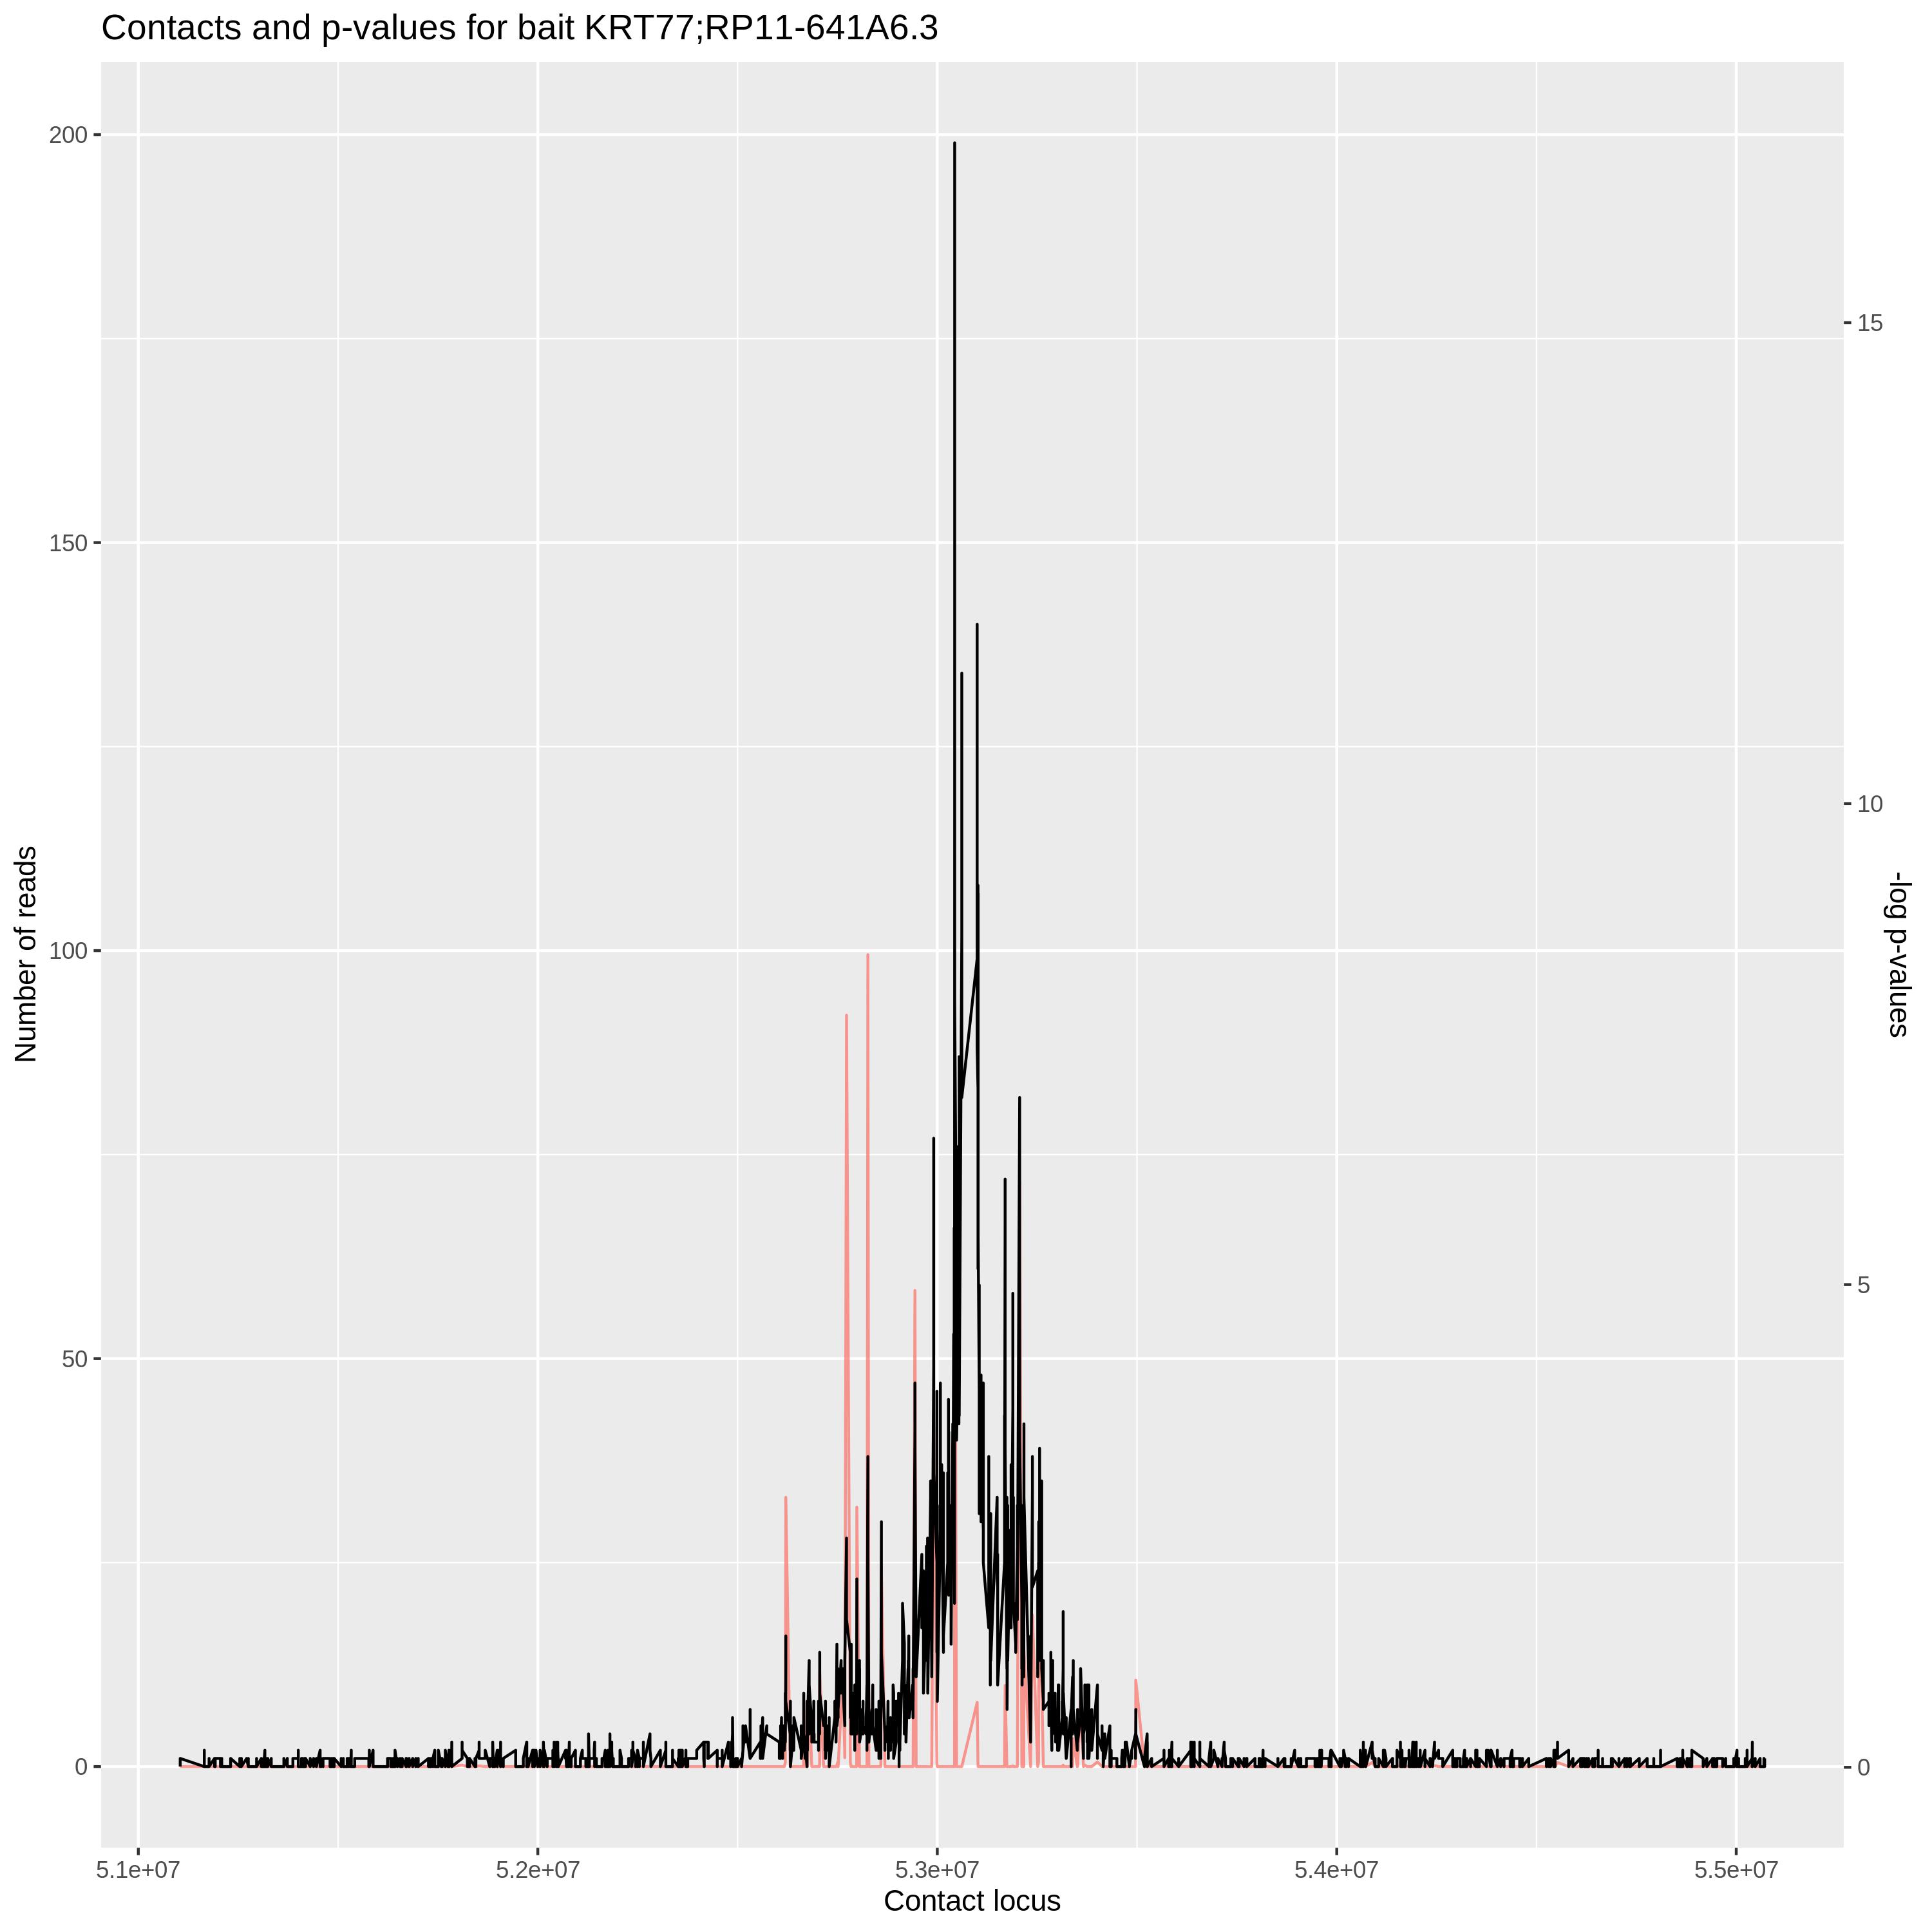 Contacts and p-values for bait KRT77;RP11-641A6.3
200
150
100
50
0
Number of reads
15
10
5
0
-log p-values
5.1e+07
5.2e+07
5.3e+07
5.4e+07
5.5e+07
Contact locus